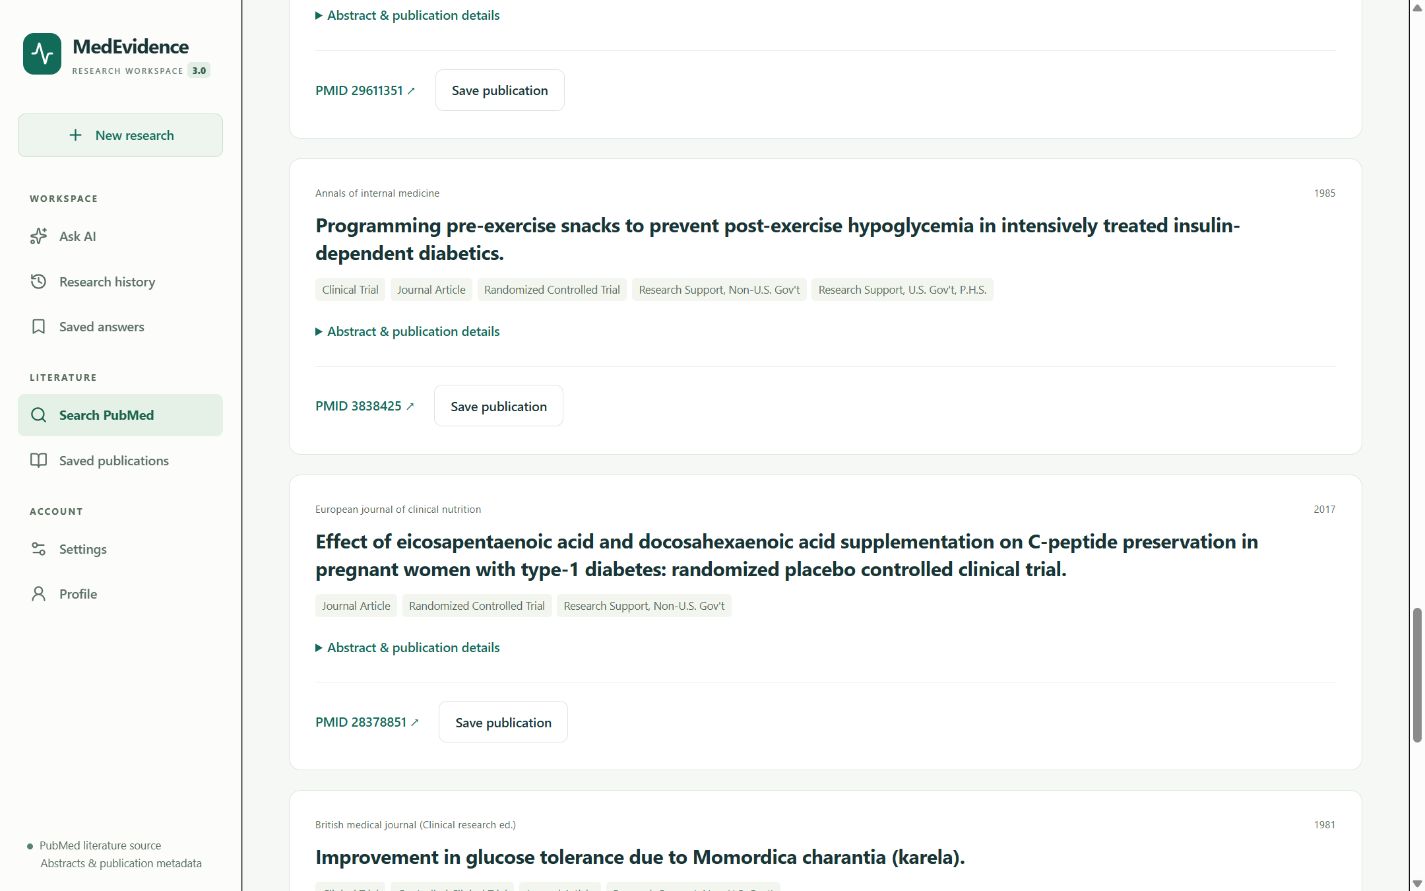 MedEvidence
RESEARCH WORKSPACE 3.0
+ New research
WORKSPACE
Ask AI
Research history
Saved answers
LITERATURE
Search PubMed
Saved publications
ACCOUNT
Settings
Profile
PubMed literature source
Abstracts & publication metadata
▶ Abstract & publication details
PMID 29611351 ↗ Save publication
Annals of internal medicine 1985
Programming pre-exercise snacks to prevent post-exercise hypoglycemia in intensively treated insulin-
dependent diabetics.
Clinical Trial Journal Article Randomized Controlled Trial Research Support, Non-U.S. Gov't Research Support, U.S. Gov't, P.H.S.
▶ Abstract & publication details
PMID 3838425 ↗ Save publication
European journal of clinical nutrition 2017
Effect of eicosapentaenoic acid and docosahexaenoic acid supplementation on C-peptide preservation in
pregnant women with type-1 diabetes: randomized placebo controlled clinical trial.
Journal Article Randomized Controlled Trial Research Support, Non-U.S. Gov't
▶ Abstract & publication details
PMID 28378851 ↗ Save publication
British medical journal (Clinical research ed.) 1981
Improvement in glucose tolerance due to Momordica charantia (karela).